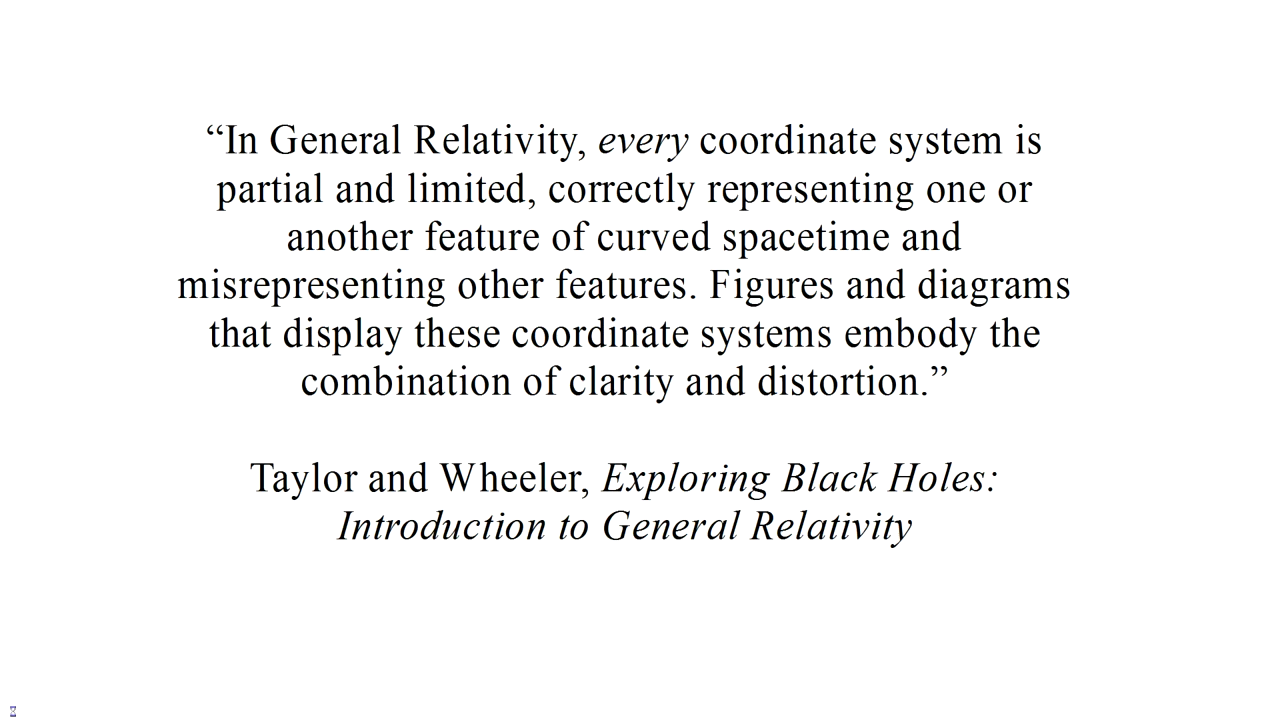 “In General Relativity, every coordinate system is
partial and limited, correctly representing one or
another feature of curved spacetime and
misrepresenting other features. Figures and diagrams
that display these coordinate systems embody the
combination of clarity and distortion.”
Taylor and Wheeler, Exploring Black Holes:
Introduction to General Relativity